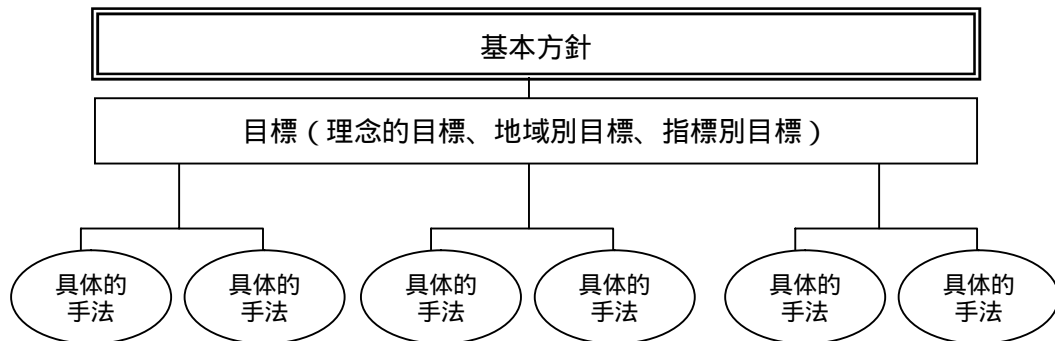 基本方針
目標（理念的目標、地域別目標、指標別目標）
具体的
手法
具体的
手法
具体的
手法
具体的
手法
具体的
手法
具体的
手法